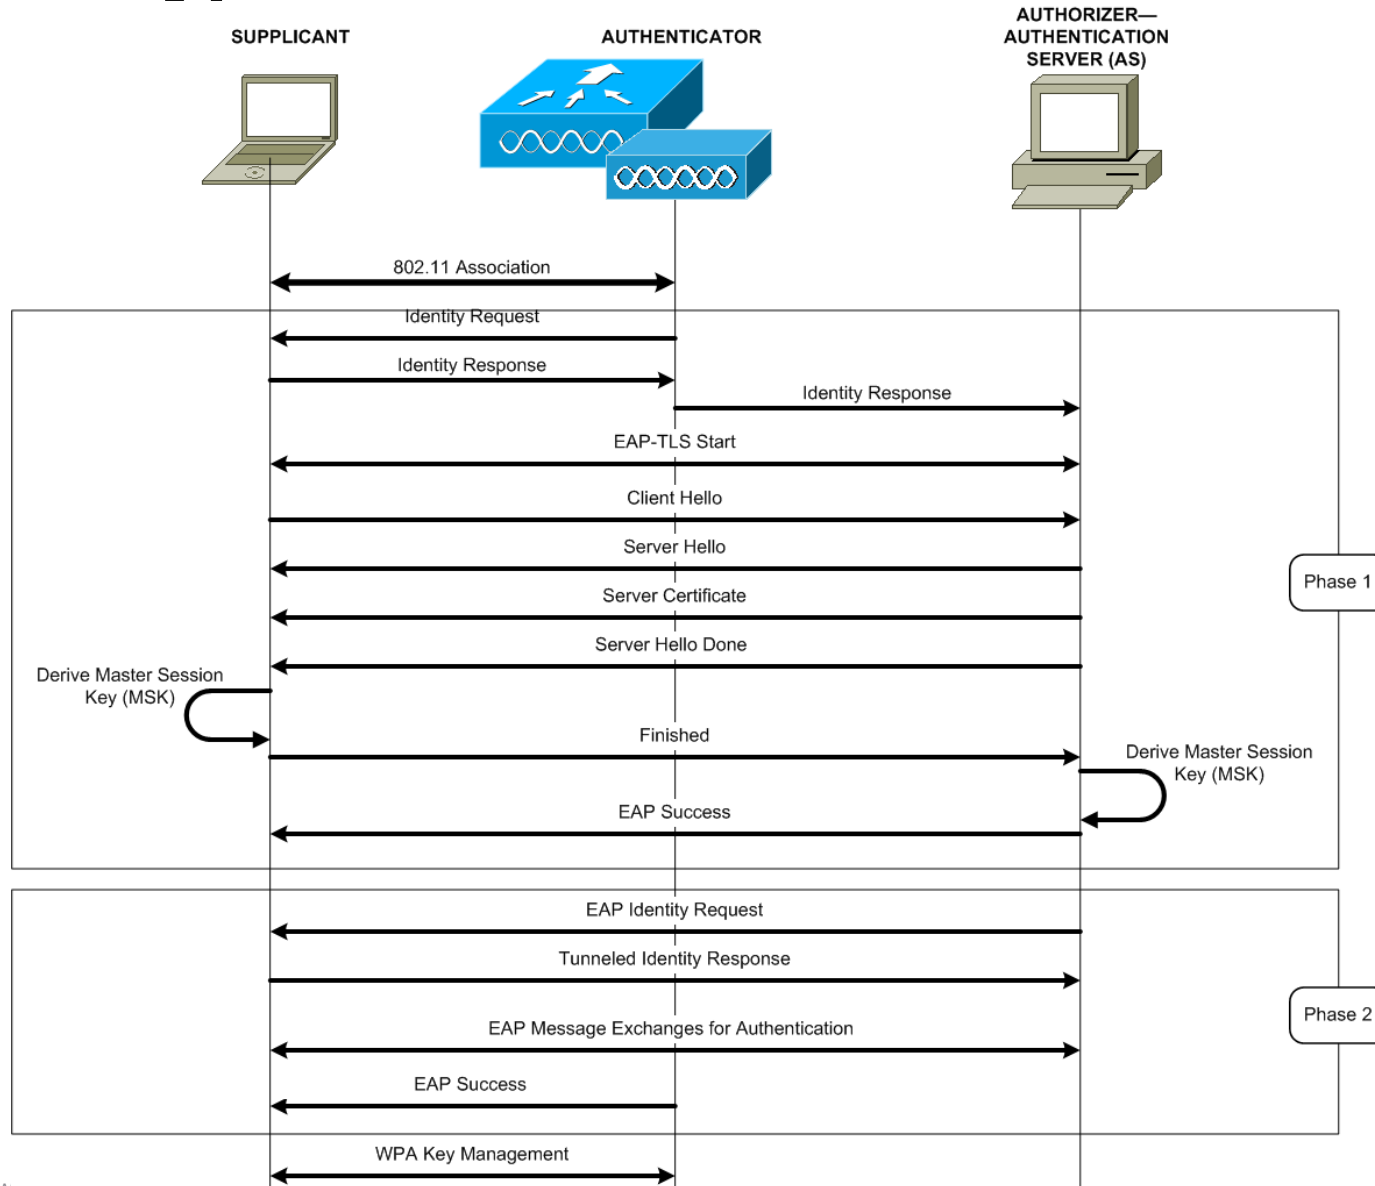 SUPPLICANT
AUTHENTICATOR
AUTHORIZER—
AUTHENTICATION
SERVER (AS)
802.11 Association
Identity Request
Identity Response
Identity Response
EAP-TLS Start
Client Hello
Server Hello
Server Certificate
Server Hello Done
Derive Master Session
Key (MSK)
Finished
Derive Master Session
Key (MSK)
EAP Success
Phase 1
EAP Identity Request
Tunneled Identity Response
EAP Message Exchanges for Authentication
EAP Success
Phase 2
WPA Key Management